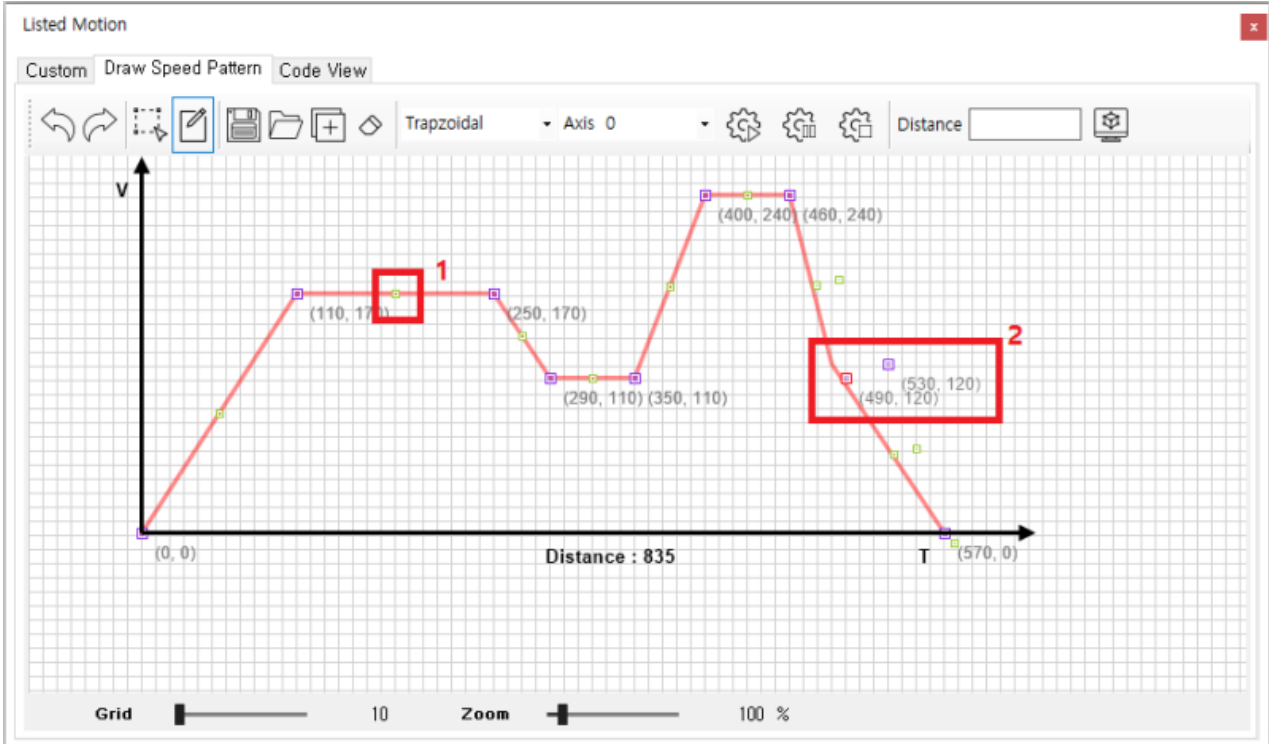 Listed Motion
x
Custom Draw Speed Pattern Code View
Trapzoidal Axis 0 Distance
V
(400, 240) (460, 240)
1
(110, 170) (250, 170)
2
(530, 120)
(490, 120)
(290, 110) (350, 110)
(0, 0) Distance : 835 T (570, 0)
Grid 10 Zoom 100 %